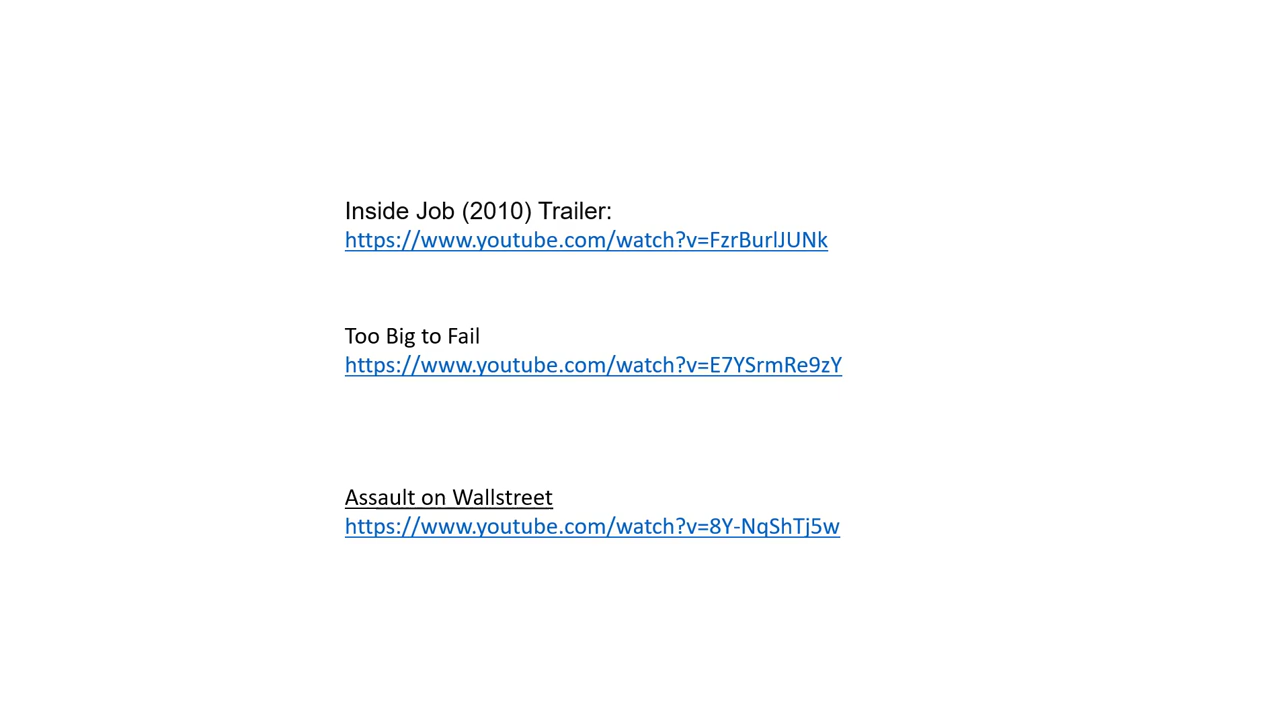 Inside Job (2010) Trailer:
https://www.youtube.com/watch?v=FzrBurlJUNk
Too Big to Fail
https://www.youtube.com/watch?v=E7YSrmRe9zY
Assault on Wallstreet
https://www.youtube.com/watch?v=8Y-NqShTj5w